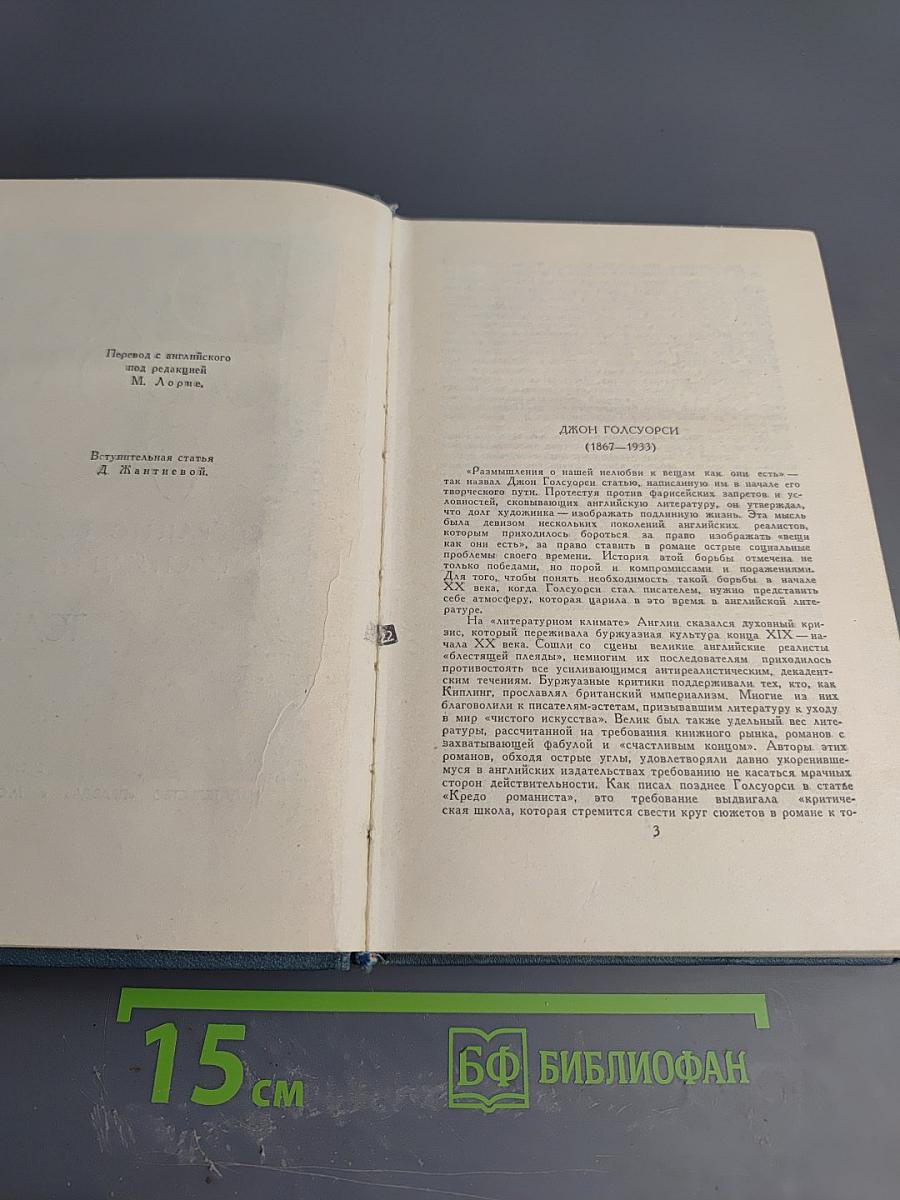 Перевод с английского
под редакцией
М. Лорие.
Вступительная статья
Д. Жантиевой.
ДЖОН ГОЛСУОРСИ
(1867—1933)
«Размышления о нашей нелюбви к вещам как они есть» —
так назвал Джон Голсуорси статью, написанную им в начале его
творческого пути. Протестуя против фарисейских запретов и ус-
ловностей, сковывающих английскую литературу, он утверждал,
что долг художника — изображать подлинную жизнь. Эта мысль
была девизом нескольких поколений английских реалистов,
которым приходилось бороться за право изображать «вещи
как они есть», за право ставить в романе острые социальные
проблемы своего времени. История этой борьбы отмечена не
только победами, но порой и компромиссами и поражениями.
Для того, чтобы понять необходимость такой борьбы в начале
XX века, когда Голсуорси стал писателем, нужно представить
себе атмосферу, которая царила в это время в английской лите-
ратуре.
На «литературном климате» Англии сказался духовный кри-
зис, который переживала буржуазная культура конца XIX — на-
чала XX века. Сошли со сцены великие английские реалисты
«блестящей плеяды», немногим их последователям приходилось
противостоять все усиливающимся антиреалистическим, декадент-
ским течениям. Буржуазные критики поддерживали тех, кто, как
Киплинг, прославлял британский империализм. Многие из них
благоволили к писателям-эстетам, призывавшим литературу к уходу
в мир «чистого искусства». Велик был также удельный вес лите-
ратуры, рассчитанной на требования книжного рынка, романов с
захватывающей фабулой и «счастливым концом». Авторы этих
романов, обходя острые углы, удовлетворяли давно укоренивше-
муся в английских издательствах требованию не касаться мрачных
сторон действительности. Как писал позднее Голсуорси в статье
«Кредо романиста», это требование выдвигала «критиче-
ская школа, которая стремится свести круг сюжетов в романе к то-
3
22
15 см
БФ БИБЛИОФАН